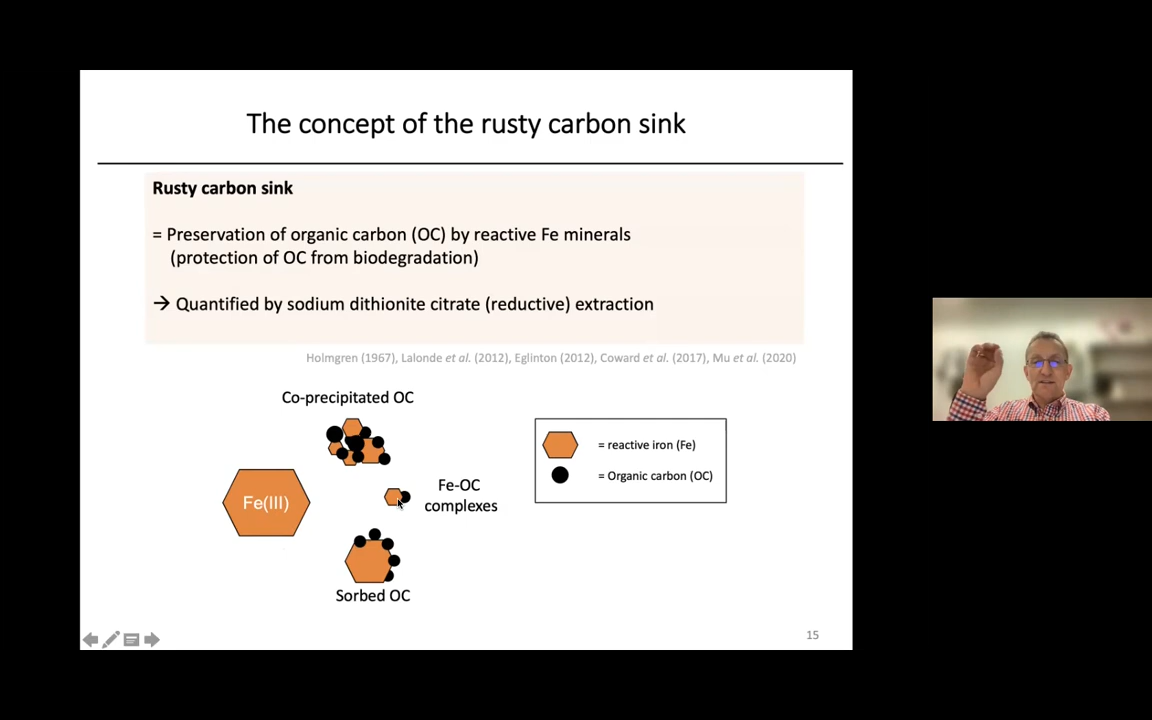 The concept of the rusty carbon sink
Rusty carbon sink
= Preservation of organic carbon (OC) by reactive Fe minerals
(protection of OC from biodegradation)
→ Quantified by sodium dithionite citrate (reductive) extraction
Holmgren (1967), Lalonde et al. (2012), Eglinton (2012), Coward et al. (2017), Mu et al. (2020)
Co-precipitated OC
Fe(III)
Fe-OC
complexes
Sorbed OC
= reactive iron (Fe)
= Organic carbon (OC)
15